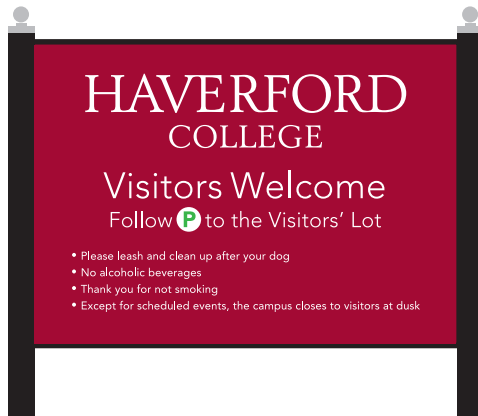 HAVERFORD
COLLEGE
Visitors Welcome
Follow P to the Visitors’ Lot
• Please leash and clean up after your dog
• No alcoholic beverages
• Thank you for not smoking
• Except for scheduled events, the campus closes to visitors at dusk